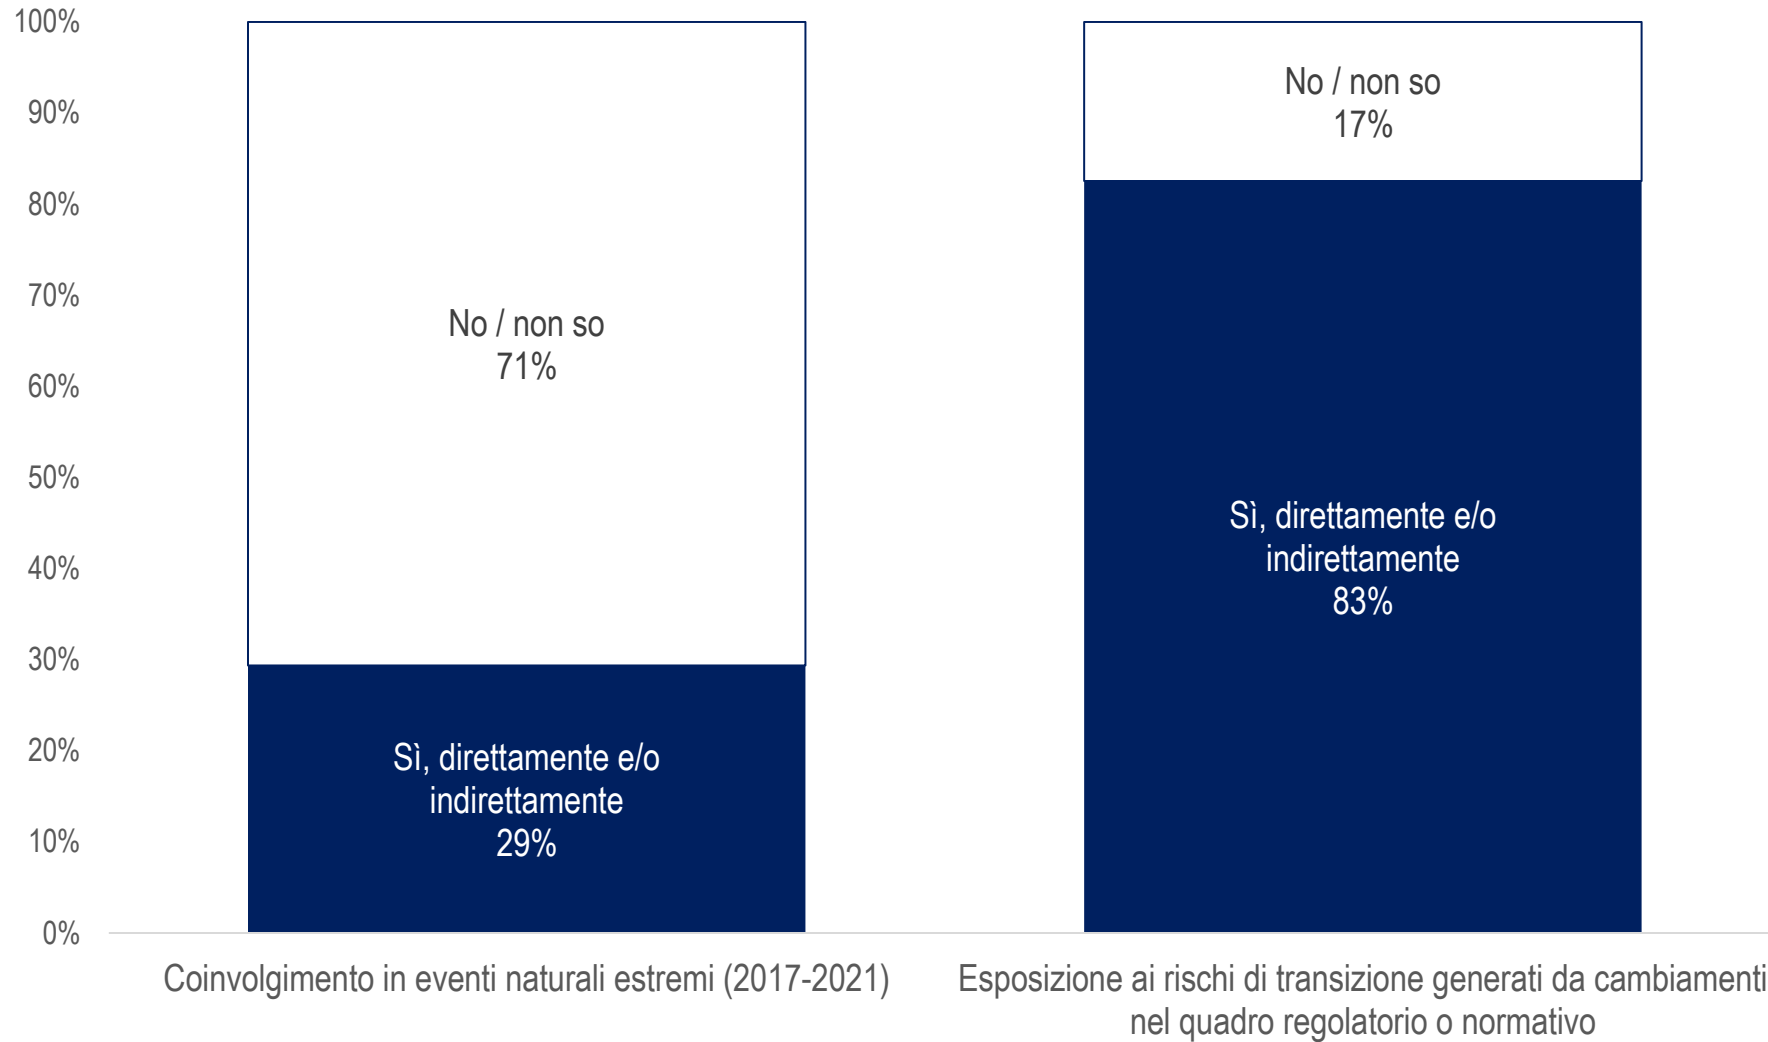 100%
90%
80%
70%
60%
50%
40%
30%
20%
10%
0%
No / non so
71%
Sì, direttamente e/o
indirettamente
29%
No / non so
17%
Sì, direttamente e/o
indirettamente
83%
Coinvolgimento in eventi naturali estremi (2017-2021)
Esposizione ai rischi di transizione generati da cambiamenti
nel quadro regolatorio o normativo